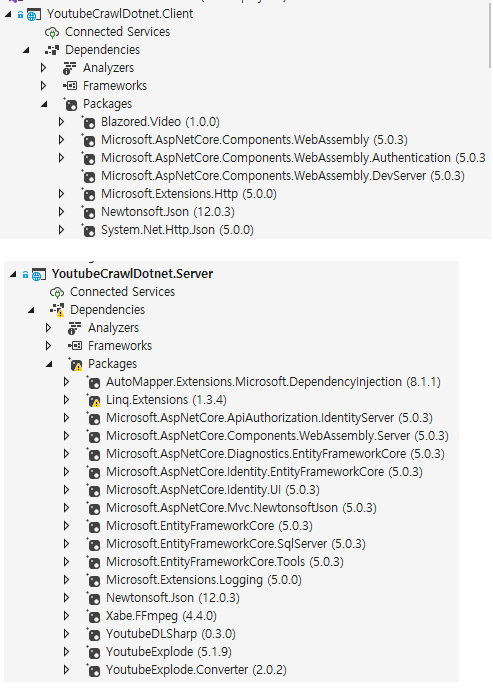 YoutubeCrawlDotnet.Client
Connected Services
Dependencies
Analyzers
Frameworks
Packages
Blazored.Video (1.0.0)
Microsoft.AspNetCore.Components.WebAssembly (5.0.3)
Microsoft.AspNetCore.Components.WebAssembly.Authentication (5.0.3
Microsoft.AspNetCore.Components.WebAssembly.DevServer (5.0.3)
Microsoft.Extensions.Http (5.0.0)
Newtonsoft.Json (12.0.3)
System.Net.Http.Json (5.0.0)
YoutubeCrawlDotnet.Server
Connected Services
Dependencies
Analyzers
Frameworks
Packages
AutoMapper.Extensions.Microsoft.DependencyInjection (8.1.1)
Linq.Extensions (1.3.4)
Microsoft.AspNetCore.ApiAuthorization.IdentityServer (5.0.3)
Microsoft.AspNetCore.Components.WebAssembly.Server (5.0.3)
Microsoft.AspNetCore.Diagnostics.EntityFrameworkCore (5.0.3)
Microsoft.AspNetCore.Identity.EntityFrameworkCore (5.0.3)
Microsoft.AspNetCore.Identity.UI (5.0.3)
Microsoft.AspNetCore.Mvc.NewtonsoftJson (5.0.3)
Microsoft.EntityFrameworkCore (5.0.3)
Microsoft.EntityFrameworkCore.SqlServer (5.0.3)
Microsoft.EntityFrameworkCore.Tools (5.0.3)
Microsoft.Extensions.Logging (5.0.0)
Newtonsoft.Json (12.0.3)
Xabe.FFmpeg (4.4.0)
YoutubeDLSharp (0.3.0)
YoutubeExplode (5.1.9)
YoutubeExplode.Converter (2.0.2)